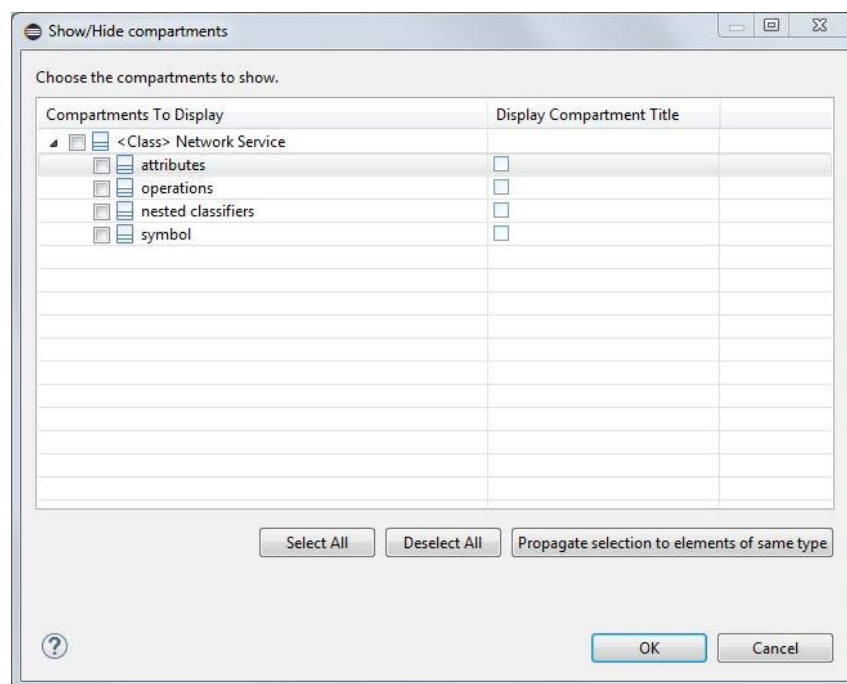 Show/Hide compartments
Choose the compartments to show.
Compartments To Display Display Compartment Title
<Class> Network Service
attributes
operations
nested classifiers
symbol
Select All Deselect All Propagate selection to elements of same type
? OK Cancel